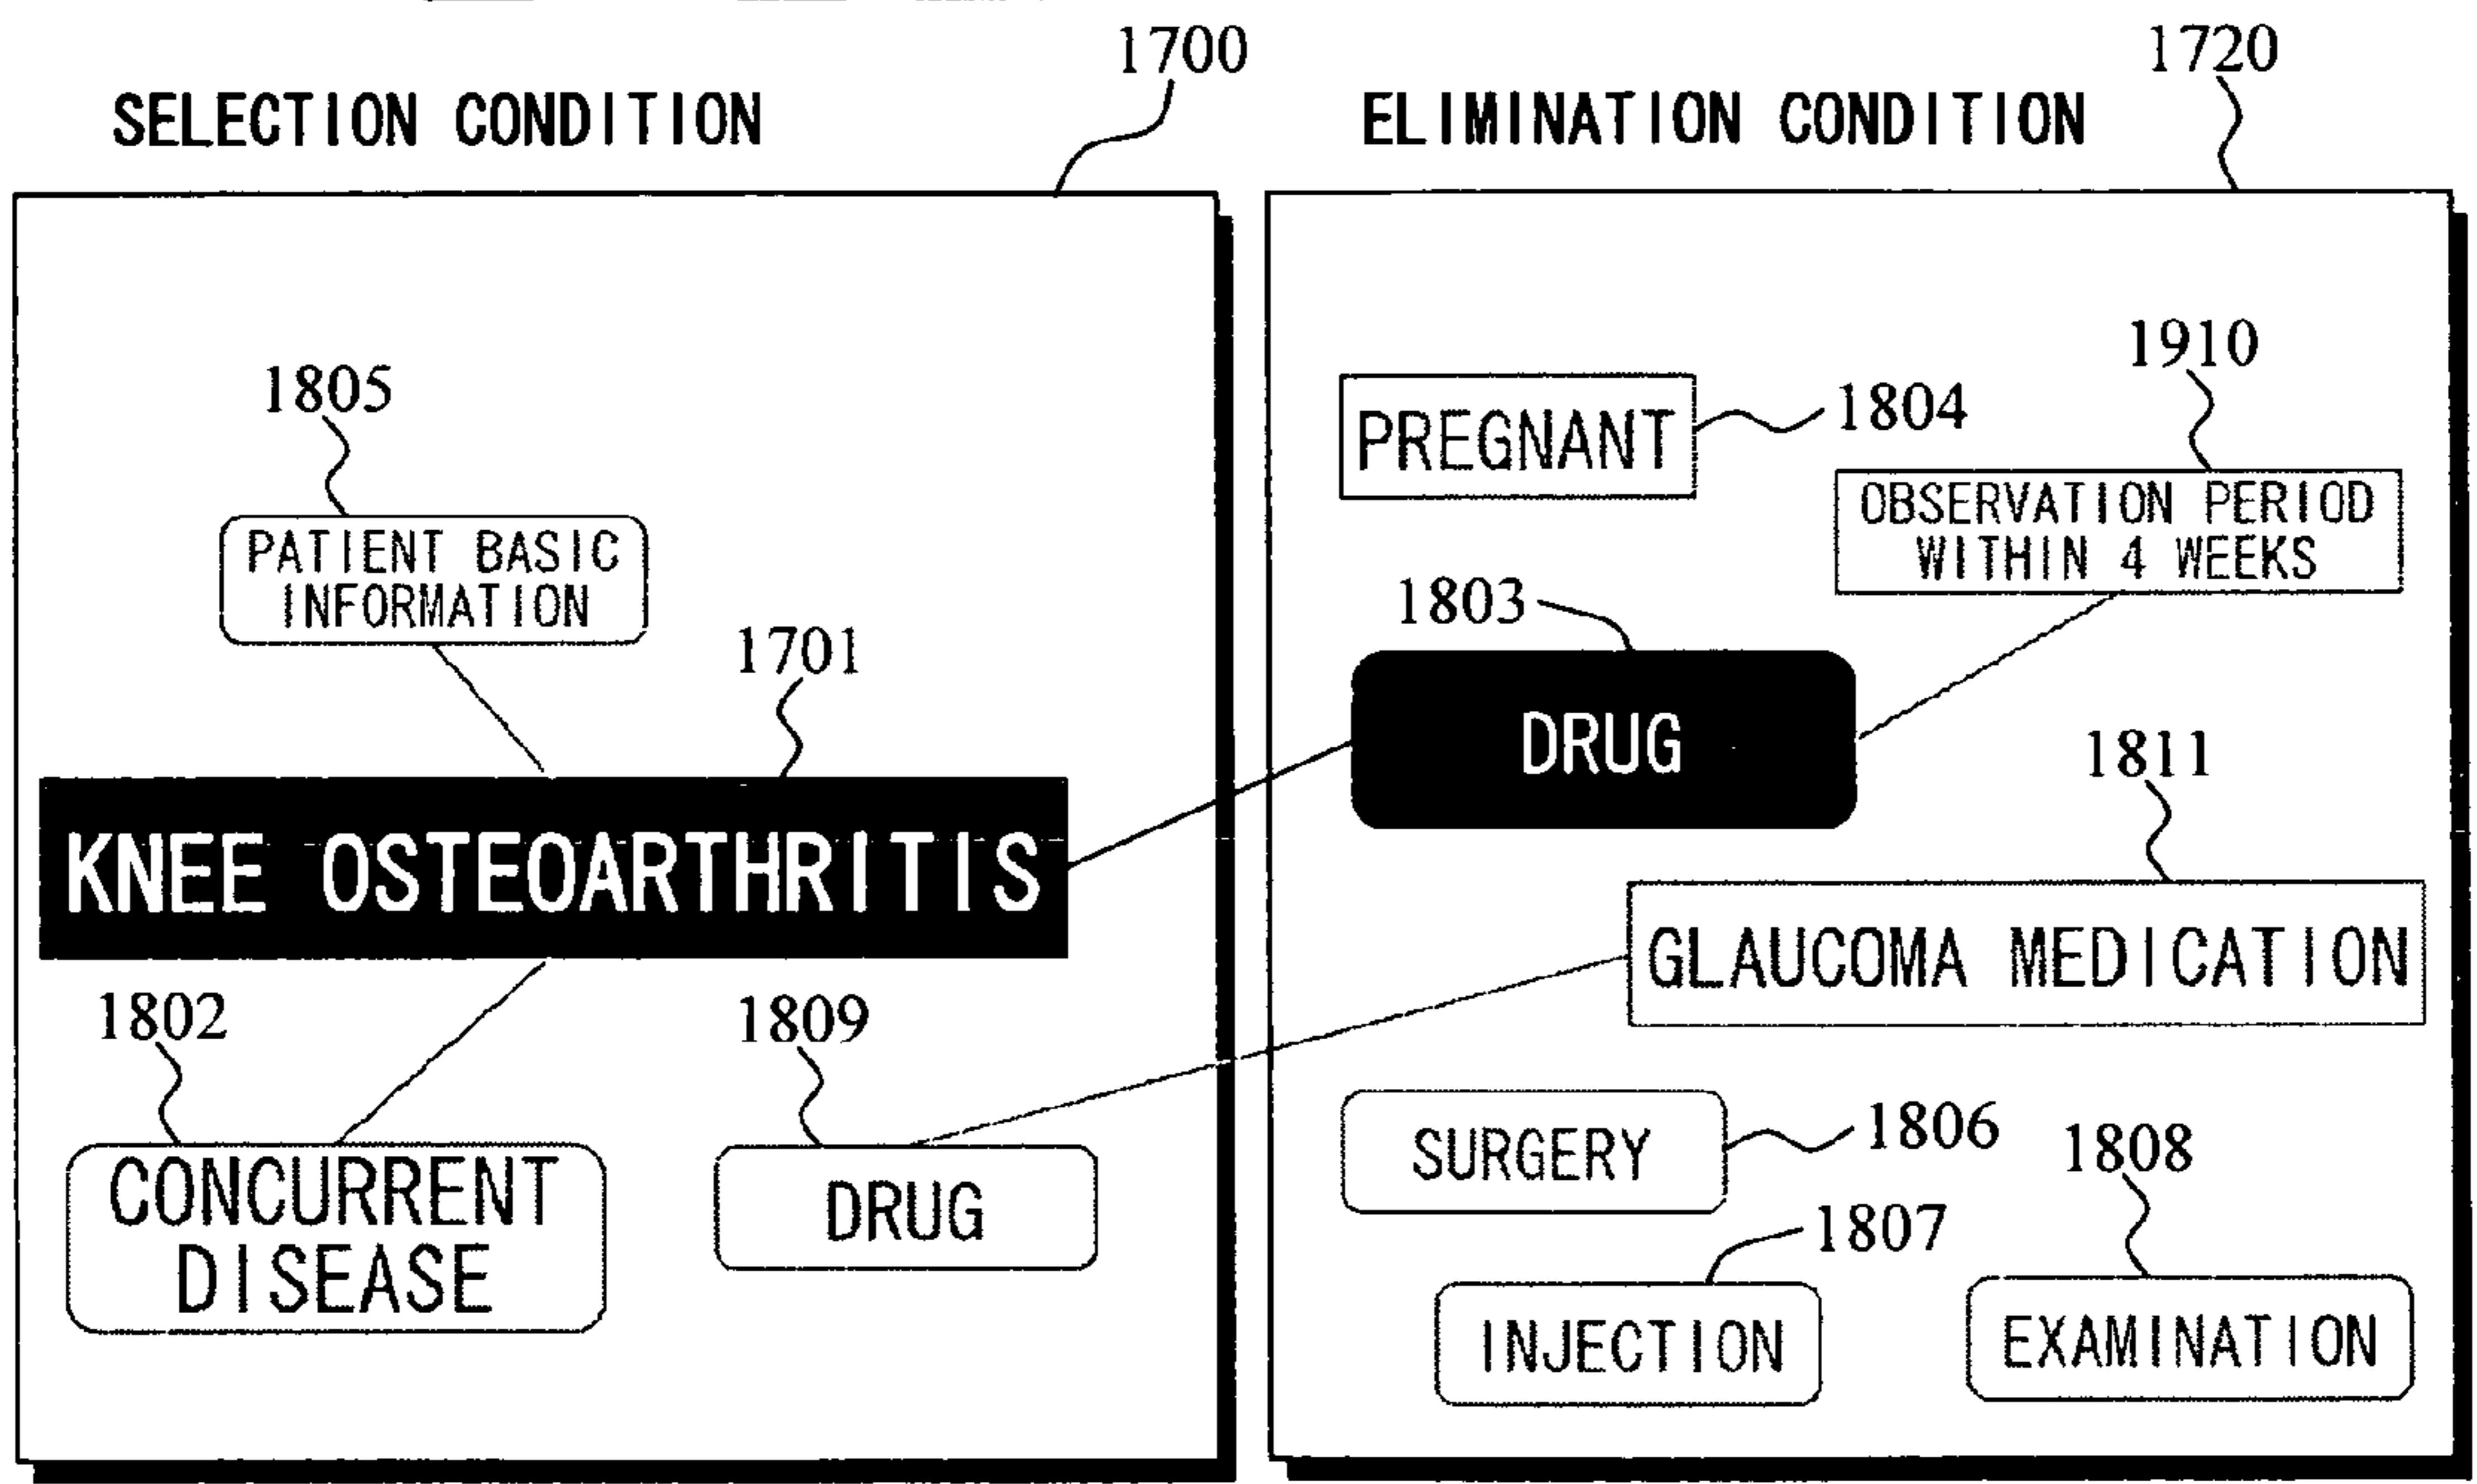 1700
1720
SELECTION CONDITION
ELIMINATION CONDITION
1805
PATIENT BASIC
INFORMATION
1701
KNEE OSTEOARTHRITIS
1802
CONCURRENT
DISEASE
1809
DRUG
PREGNANT
1804
1910
OBSERVATION PERIOD
WITHIN 4 WEEKS
1803
DRUG
1811
GLAUCOMA MEDICATION
SURGERY
1806
1808
1807
INJECTION
EXAMINATION